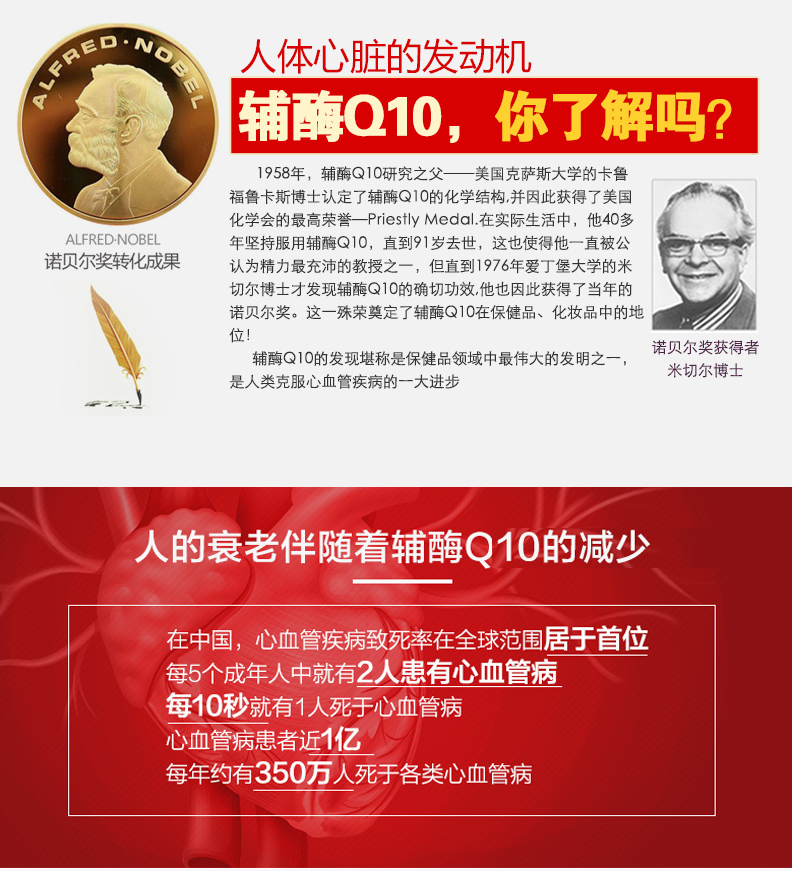 ALFRED·NOBEL
人体心脏的发动机
辅酶Q10，你了解吗?
1958年，辅酶Q10研究之父——美国克萨斯大学的卡鲁
福鲁卡斯博士认定了辅酶Q10的化学结构,并因此获得了美国
化学会的最高荣誉—Priestly Medal.在实际生活中，他40多
年坚持服用辅酶Q10，直到91岁去世，这也使得他一直被公
认为精力最充沛的教授之一，但直到1976年爱丁堡大学的米
切尔博士才发现辅酶Q10的确切功效,他也因此获得了当年的
诺贝尔奖。这一殊荣奠定了辅酶Q10在保健品、化妆品中的地
位!
辅酶Q10的发现堪称是保健品领域中最伟大的发明之一，
是人类克服心血管疾病的一大进步
ALFRED·NOBEL
诺贝尔奖转化成果
诺贝尔奖获得者
米切尔博士
人的衰老伴随着辅酶Q10的减少
在中国，心血管疾病致死率在全球范围居于首位
每5个成年人中就有2人患有心血管病
每10秒就有1人死于心血管病
心血管病患者近1亿
每年约有350万人死于各类心血管病